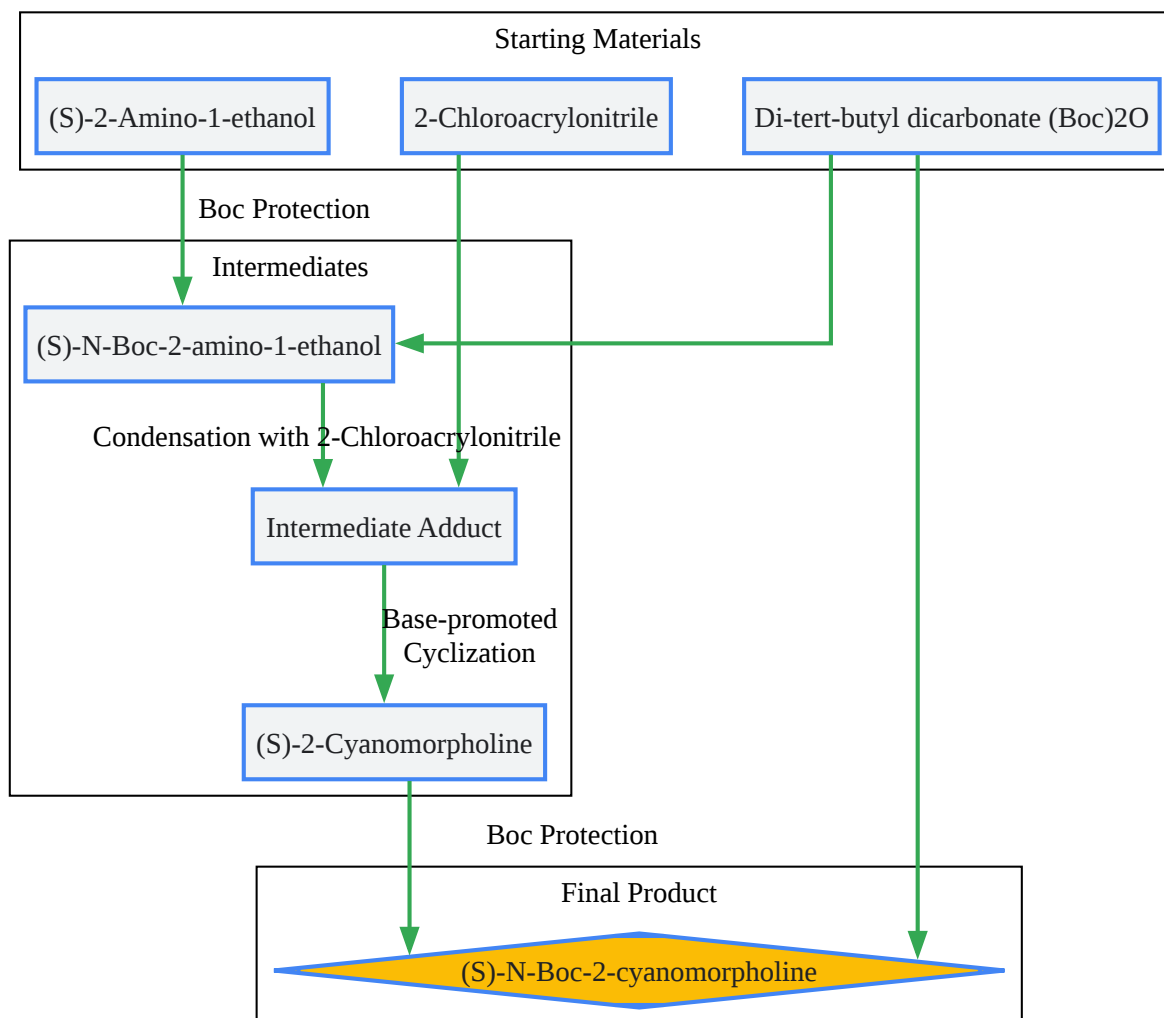 Starting Materials
(S)-2-Amino-1-ethanol
2-Chloroacrylonitrile
Di-tert-butyl dicarbonate (Boc)2O
Boc Protection
Intermediates
(S)-N-Boc-2-amino-1-ethanol
Condensation with 2-Chloroacrylonitrile
Intermediate Adduct
Base-promoted
Cyclization
(S)-2-Cyanomorpholine
Boc Protection
Final Product
(S)-N-Boc-2-cyanomorpholine